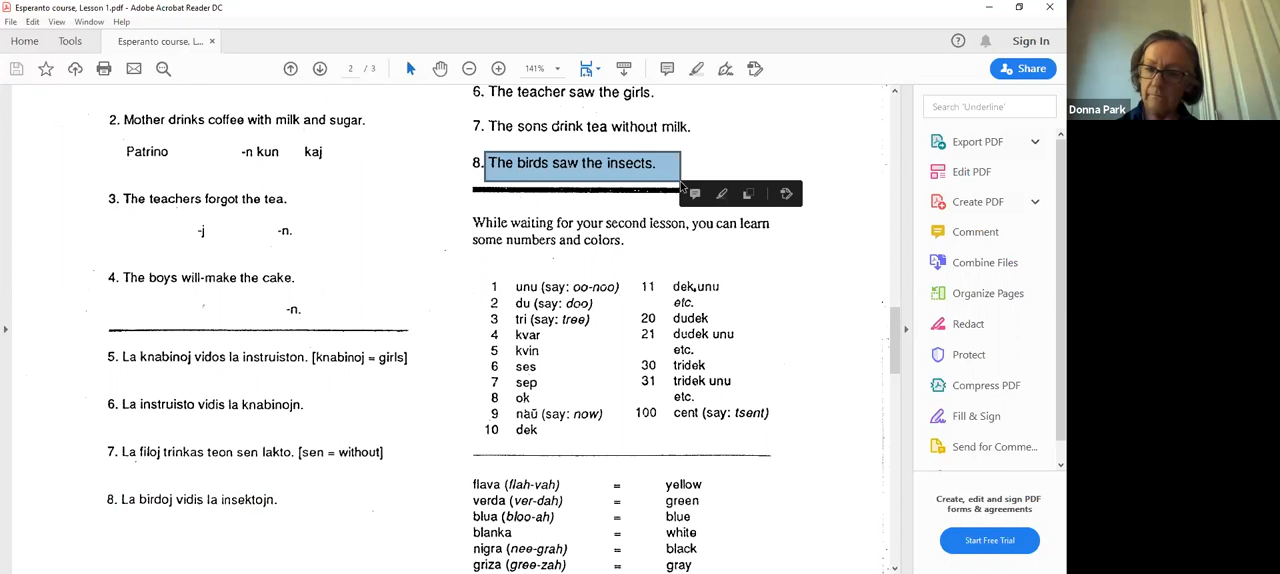 Esperanto course, Lesson 1.pdf - Adobe Acrobat Reader DC
File Edit View Window Help
Home Tools Esperanto course, L... × Sign In
2 / 3 141% Share
2. Mother drinks coffee with milk and sugar.
Patrino -n kun kaj
3. The teachers forgot the tea.
-j -n.
4. The boys will-make the cake.
-n.
5. La knabinoj vidos la instruiston. [knabinoj = girls]
6. La instruisto vidis la knabinojn.
7. La filoj trinkas teon sen lakto. [sen = without]
8. La birdoj vidis la insektojn.
6. The teacher saw the girls.
7. The sons drink tea without milk.
8. The birds saw the insects.
While waiting for your second lesson, you can learn
some numbers and colors.
1 unu (say: oo-noo) 11 dek unu
2 du (say: doo) etc.
3 tri (say: tree) 20 dudek
4 kvar 21 dudek unu
5 kvin etc.
6 ses 30 tridek
7 sep 31 tridek unu
8 ok etc.
9 naŭ (say: now) 100 cent (say: tsent)
10 dek
flava (flah-vah) = yellow
verda (ver-dah) = green
blua (bloo-ah) = blue
blanka = white
nigra (nee-grah) = black
griza (gree-zah) = gray
Search 'Underline'
Export PDF
Edit PDF
Create PDF
Comment
Combine Files
Organize Pages
Redact
Protect
Compress PDF
Fill & Sign
Send for Comme...
Create, edit and sign PDF
forms & agreements
Start Free Trial
Donna Park